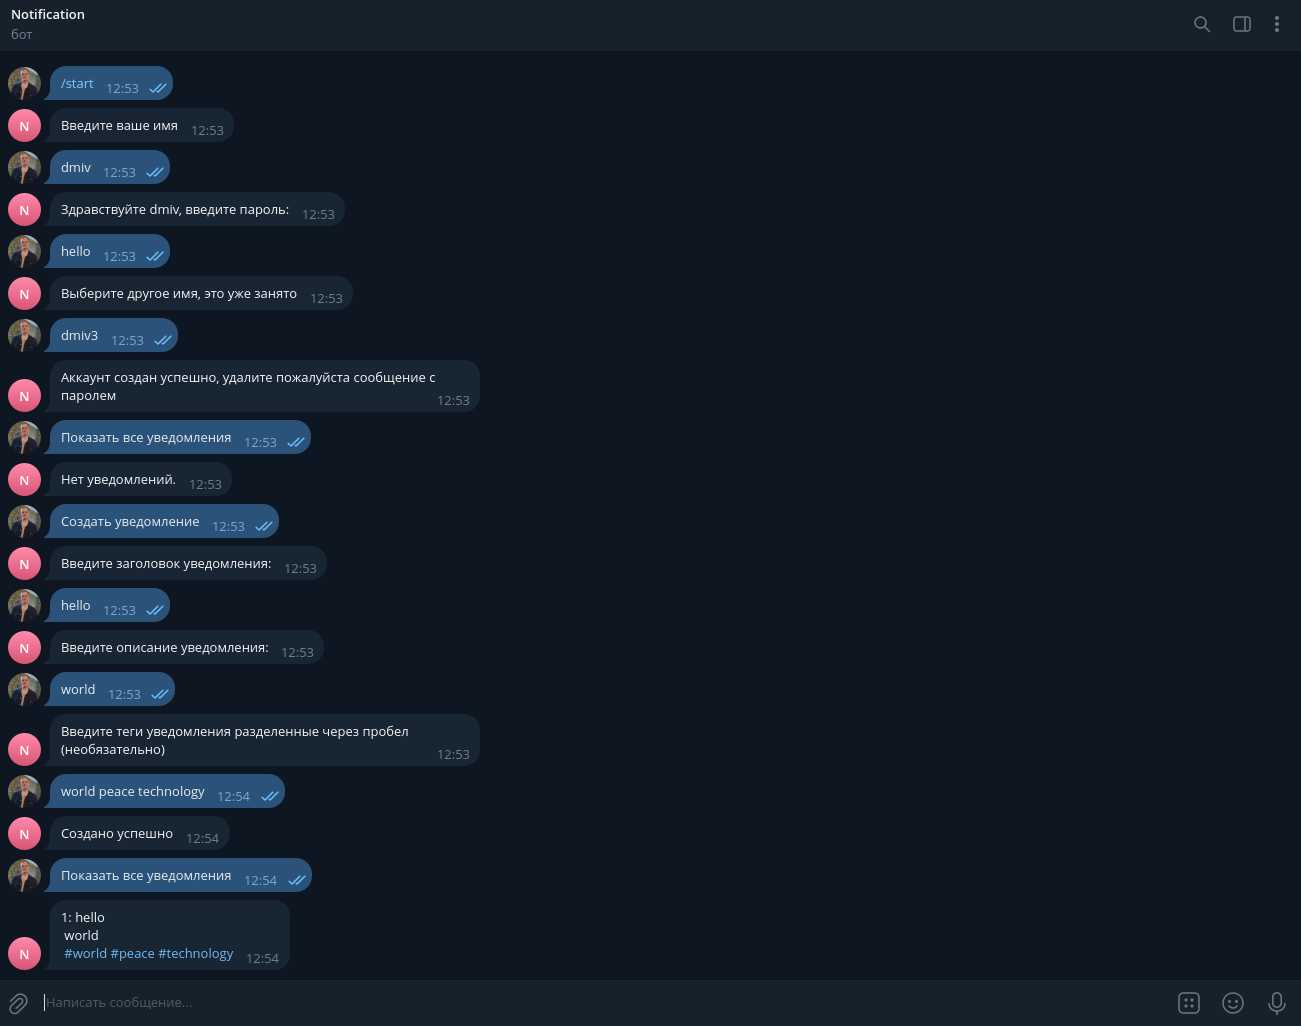 Notification
бот
/start 12:53
N Введите ваше имя 12:53
dmiv 12:53
N Здравствуйте dmiv, введите пароль: 12:53
hello 12:53
N Выберите другое имя, это уже занято 12:53
dmiv3 12:53
Аккаунт создан успешно, удалите пожалуйста сообщение с
N паролем 12:53
Показать все уведомления 12:53
N Нет уведомлений. 12:53
Создать уведомление 12:53
N Введите заголовок уведомления: 12:53
hello 12:53
N Введите описание уведомления: 12:53
world 12:53
Введите теги уведомления разделенные через пробел
N (необязательно) 12:53
world peace technology 12:54
N Создано успешно 12:54
Показать все уведомления 12:54
1: hello
world
N #world #peace #technology 12:54
Написать сообщение...